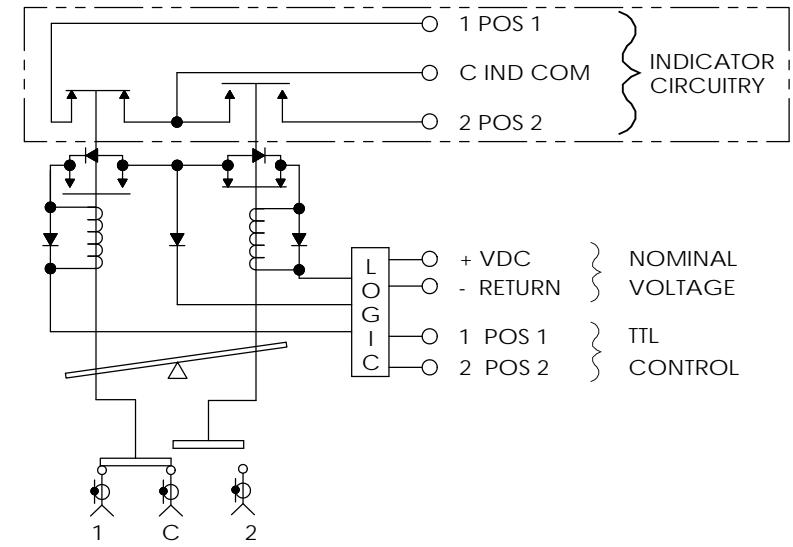 1 POS 1
C IND COM
2 POS 2
INDICATOR
CIRCUITRY
LOGIC
+ VDC
- RETURN
NOMINAL
VOLTAGE
1 POS 1
2 POS 2
TTL
CONTROL
1 C 2